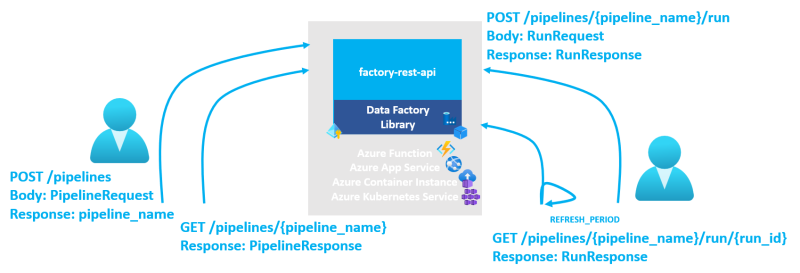 POST /pipelines/{pipeline_name}/run
Body: RunRequest
Response: RunResponse
factory-rest-api
Data Factory
Library
Azure Function
Azure App Service
Azure Container Instance
Azure Kubernetes Service
POST /pipelines
Body: PipelineRequest
Response: pipeline_name
GET /pipelines/{pipeline_name}
Response: PipelineResponse
REFRESH_PERIOD
GET /pipelines/{pipeline_name}/run/{run_id}
Response: RunResponse